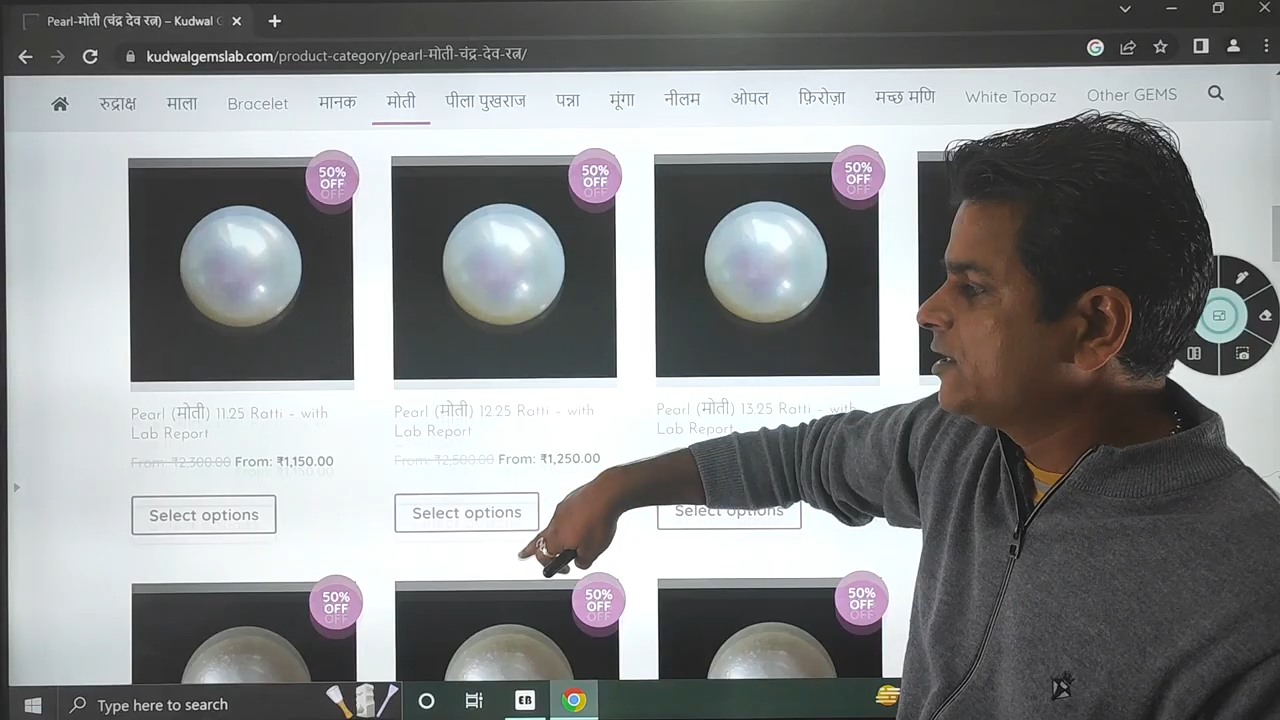 Pearl-मोती (चंद्र देव रत्न) – Kudwal G
kudwalgemslab.com/product-category/pearl-मोती-चंद्र-देव-रत्न/
रुद्राक्ष माला Bracelet मानक मोती पीला पुखराज पन्ना मूंगा नीलम ओपल फ़िरोज़ा मच्छ मणि White Topaz Other GEMS
50%
OFF
50%
OFF
50%
OFF
Pearl (मोती) 11.25 Ratti – with
Lab Report
From: ₹2,300.00 From: ₹1,150.00
Select options
Pearl (मोती) 12.25 Ratti – with
Lab Report
From: ₹2,500.00 From: ₹1,250.00
Select options
Pearl (मोती) 13.25 Ratti – with
Lab Report
Select options
50%
OFF
50%
OFF
50%
OFF
Type here to search
EB